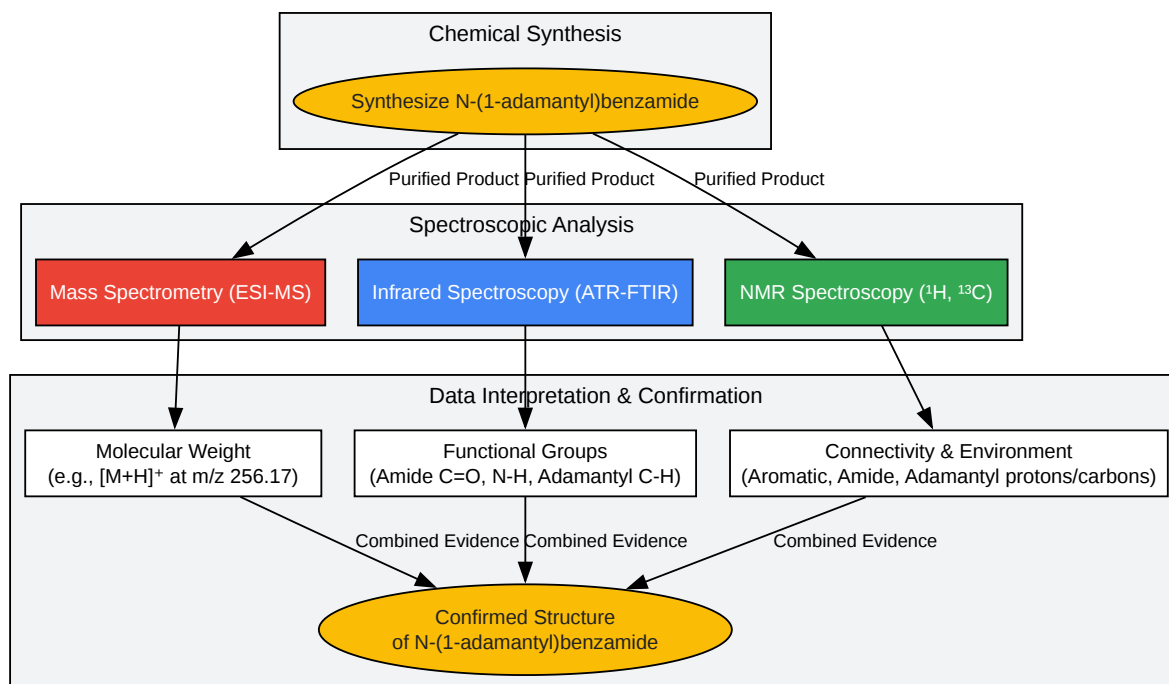 Chemical Synthesis
Synthesize N-(1-adamantyl)benzamide
Purified Product
Purified Product
Purified Product
Spectroscopic Analysis
Mass Spectrometry (ESI-MS)
Infrared Spectroscopy (ATR-FTIR)
NMR Spectroscopy (¹H, ¹³C)
Data Interpretation & Confirmation
Molecular Weight
(e.g., [M+H]⁺ at m/z 256.17)
Functional Groups
(Amide C=O, N-H, Adamantyl C-H)
Connectivity & Environment
(Aromatic, Amide, Adamantyl protons/carbons)
Combined Evidence
Combined Evidence
Combined Evidence
Confirmed Structure
of N-(1-adamantyl)benzamide